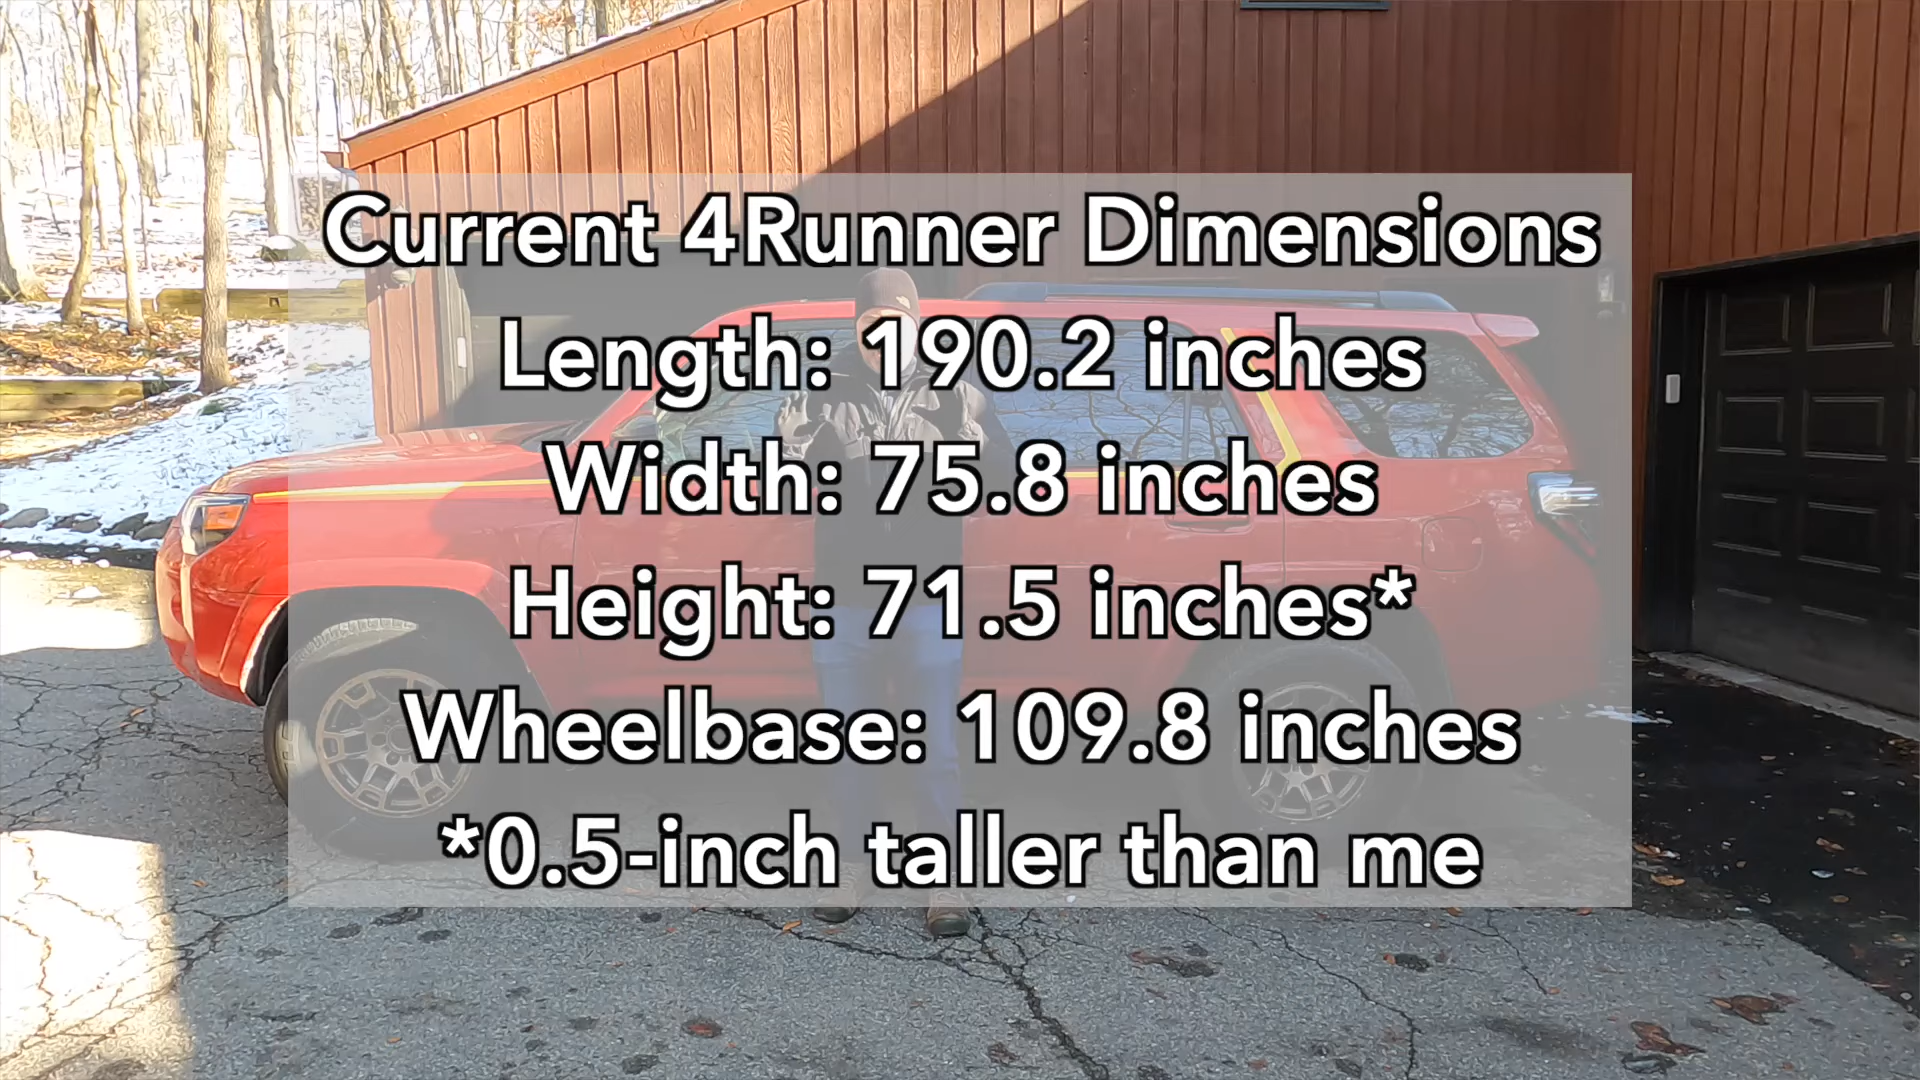 Current 4Runner Dimensions
Length: 190.2 inches
Width: 75.8 inches
Height: 71.5 inches*
Wheelbase: 109.8 inches
*0.5-inch taller than me